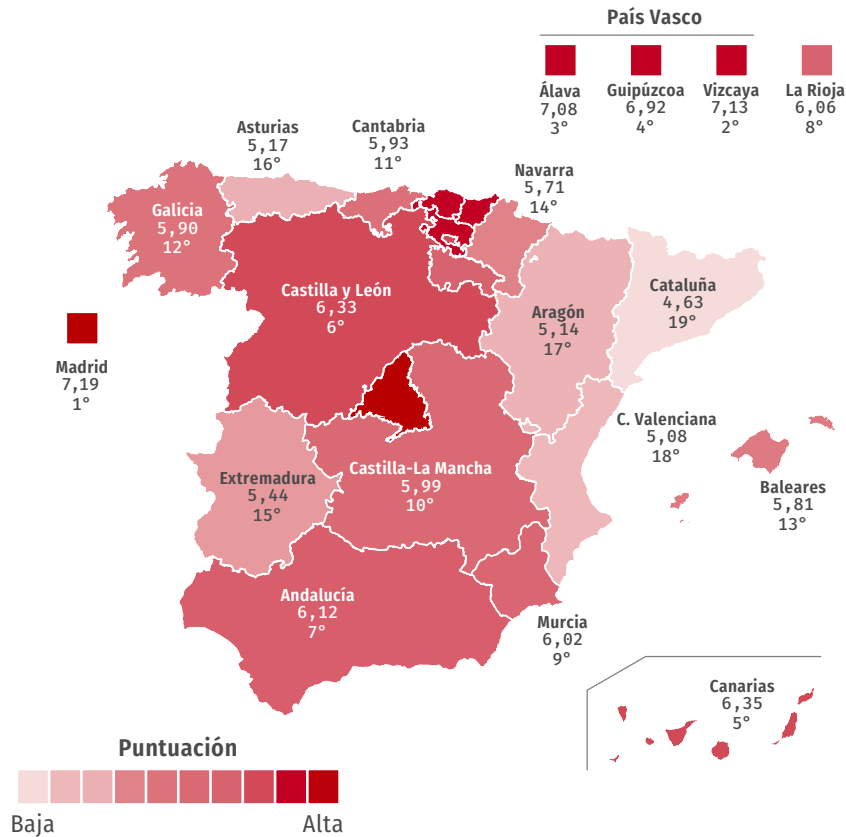 País Vasco
Álava
7,08
3°
Guipúzcoa
6,92
4°
Vizcaya
7,13
2°
La Rioja
6,06
8°
Asturias
5,17
16°
Cantabria
5,93
11°
Navarra
5,71
14°
Galicia
5,90
12°
Castilla y León
6,33
6°
Aragón
5,14
17°
Cataluña
4,63
19°
Madrid
7,19
1°
C. Valenciana
5,08
18°
Extremadura
5,44
15°
Castilla-La Mancha
5,99
10°
Baleares
5,81
13°
Andalucía
6,12
7°
Murcia
6,02
9°
Canarias
6,35
5°
Puntuación
Baja
Alta